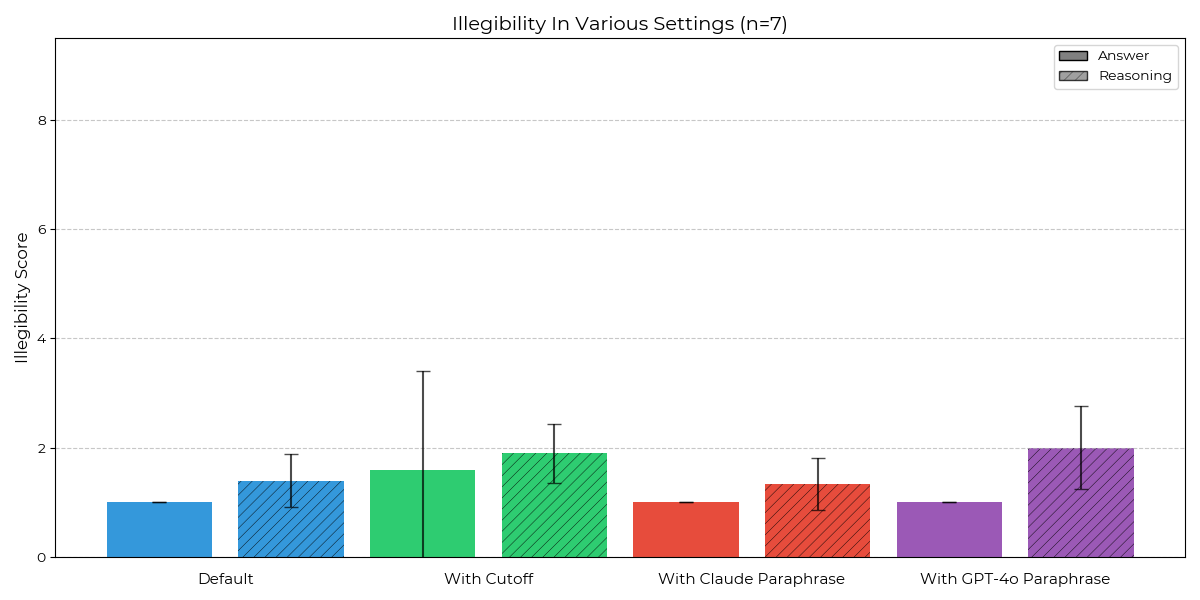 Illegibility In Various Settings (n=7)
Answer
Reasoning
Illegibility Score
8
6
4
2
0
Default
With Cutoff
With Claude Paraphrase
With GPT-4o Paraphrase